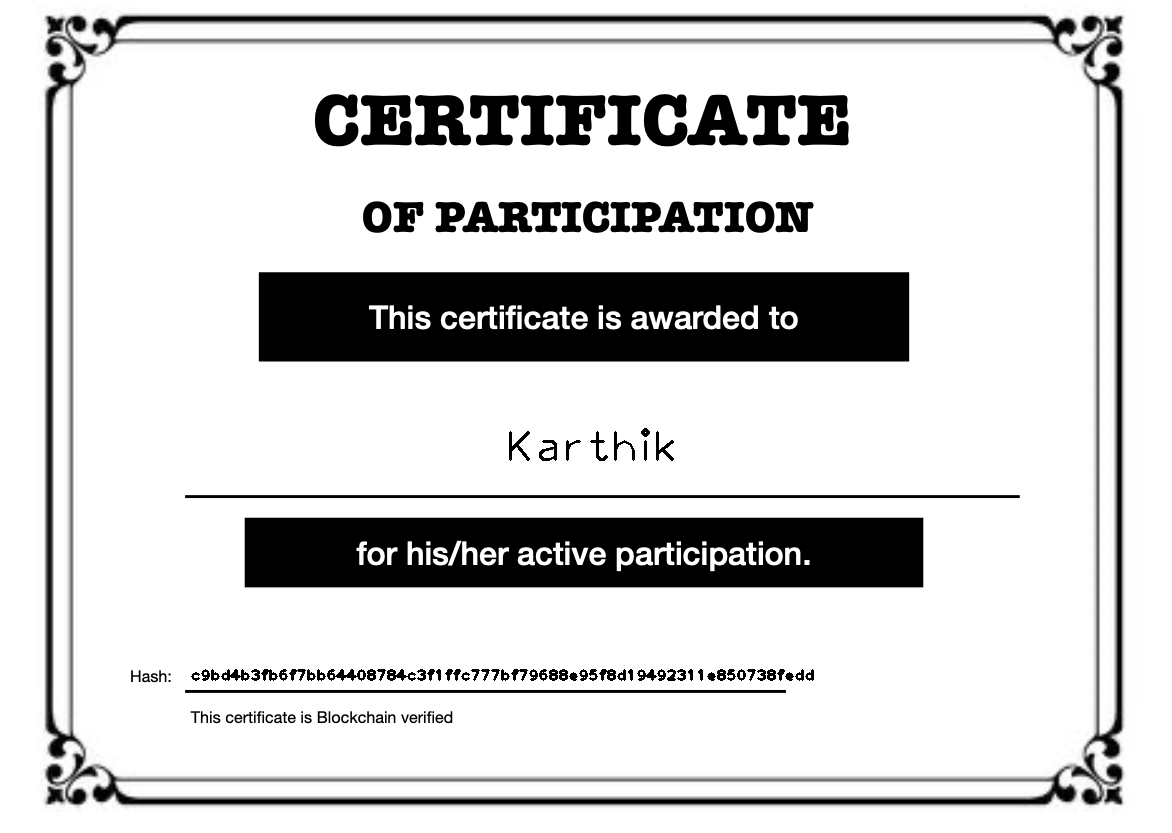 CERTIFICATE
OF PARTICIPATION
This certificate is awarded to
Karthik
for his/her active participation.
Hash: c9bd4b3fb6f7bb64408784c3f1ffc777bf79688e95f8d19492311e850738fedd
This certificate is Blockchain verified